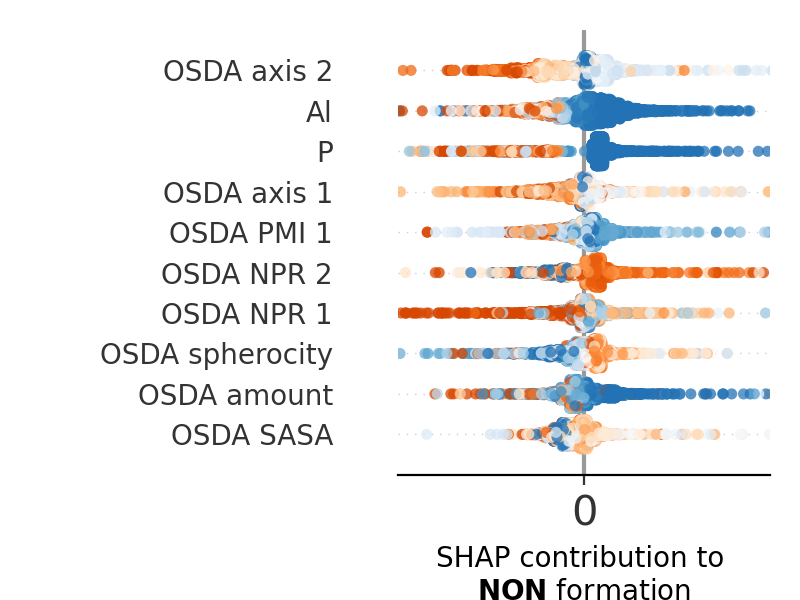 OSDA axis 2
Al
P
OSDA axis 1
OSDA PMI 1
OSDA NPR 2
OSDA NPR 1
OSDA spherocity
OSDA amount
OSDA SASA
0
SHAP contribution to
NON formation